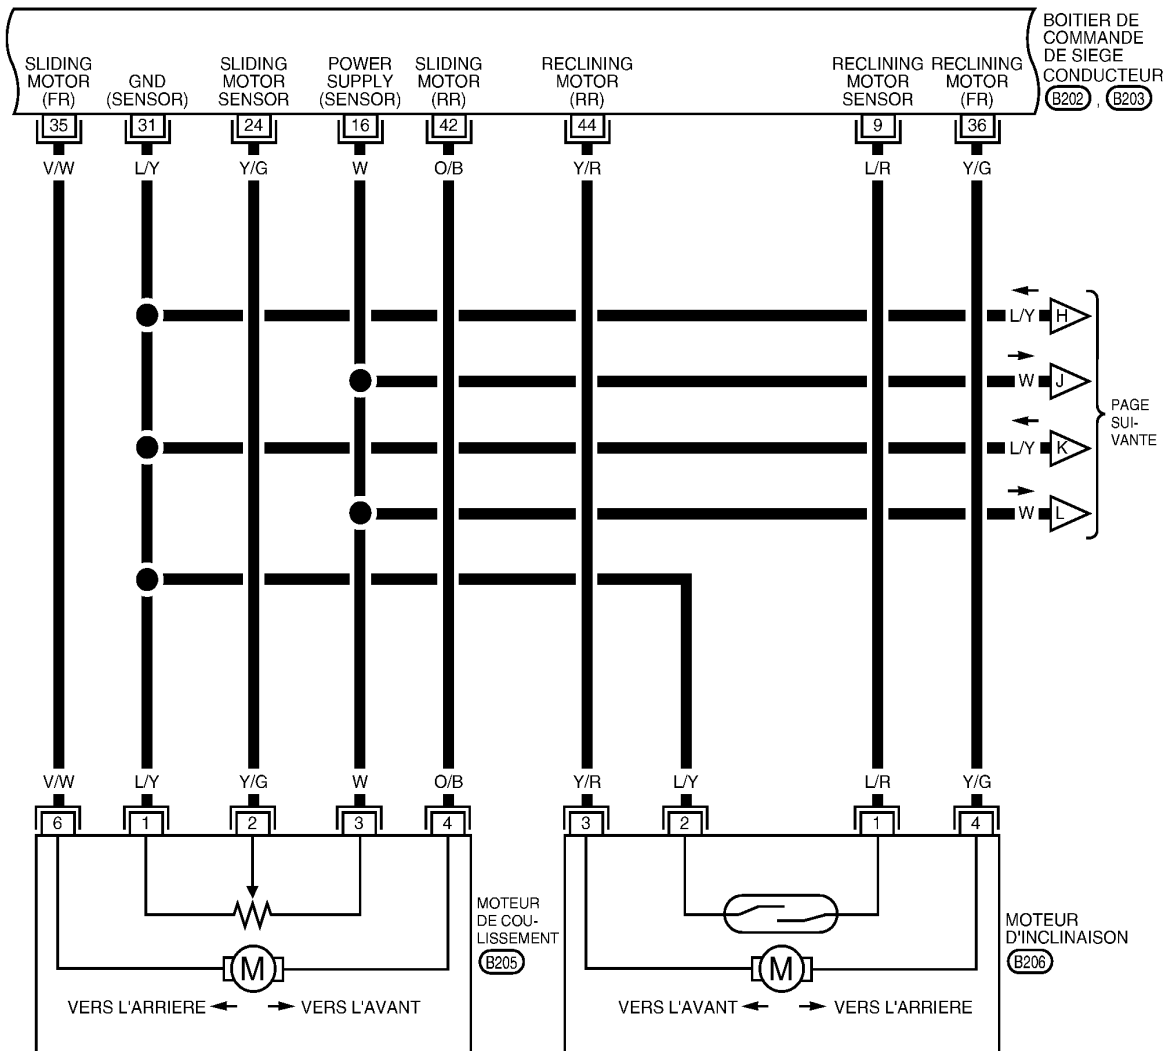 BOITIER DE
COMMANDE
DE SIEGE
CONDUCTEUR
B202 , B203
SLIDING
MOTOR
(FR)
GND
(SENSOR)
SLIDING
MOTOR
SENSOR
POWER
SUPPLY
(SENSOR)
SLIDING
MOTOR
(RR)
RECLINING
MOTOR
(RR)
RECLINING
MOTOR
SENSOR
RECLINING
MOTOR
(FR)
35 31 24 16 42 44 9 36
V/W L/Y Y/G W O/B Y/R L/R Y/G
L/Y H
W J
L/Y K
W L
PAGE
SUI-
VANTE
V/W L/Y Y/G W O/B Y/R L/Y L/R Y/G
6 1 2 3 4 3 2 1 4
MOTEUR
DE COU-
LISSEMENT
B205
M
VERS L'ARRIERE VERS L'AVANT
MOTEUR
D'INCLINAISON
B206
M
VERS L'AVANT VERS L'ARRIERE